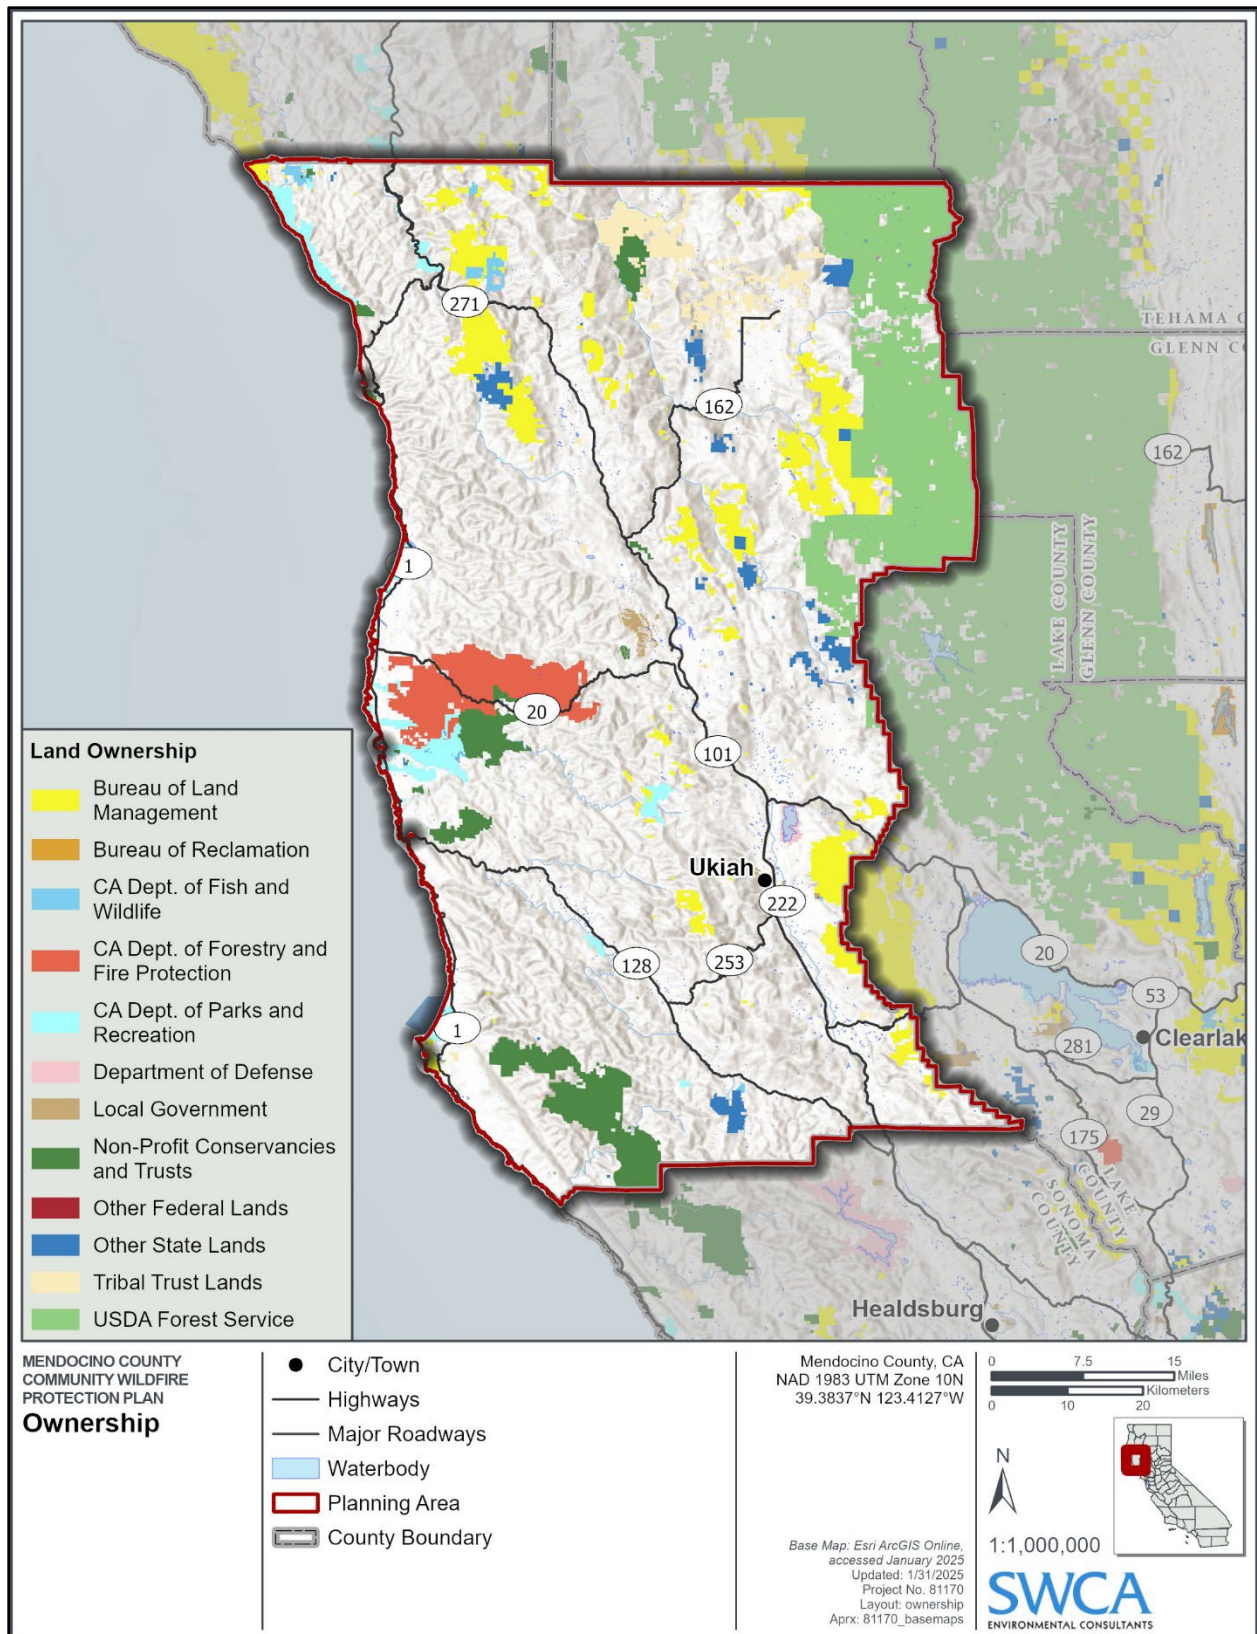 TEHAMA C
GLENN CO
271
162
162
1
LAKE COUNTY
GLENN COUNTY
20
101
Ukiah
222
128
253
1
20
53
Clearlak
281
29
175
LAKE
COUNTY
SONOMA
COUNTY
Healdsburg
Land Ownership
Bureau of Land
Management
Bureau of Reclamation
CA Dept. of Fish and
Wildlife
CA Dept. of Forestry and
Fire Protection
CA Dept. of Parks and
Recreation
Department of Defense
Local Government
Non-Profit Conservancies
and Trusts
Other Federal Lands
Other State Lands
Tribal Trust Lands
USDA Forest Service
MENDOCINO COUNTY
COMMUNITY WILDFIRE
PROTECTION PLAN
Ownership
City/Town
Highways
Major Roadways
Waterbody
Planning Area
County Boundary
Mendocino County, CA
NAD 1983 UTM Zone 10N
39.3837°N 123.4127°W
Base Map: Esri ArcGIS Online,
accessed January 2025
Updated: 1/31/2025
Project No. 81170
Layout: ownership
Aprx: 81170_basemaps
0 7.5 15
Miles
Kilometers
0 10 20
N
1:1,000,000
SWCA
ENVIRONMENTAL CONSULTANTS